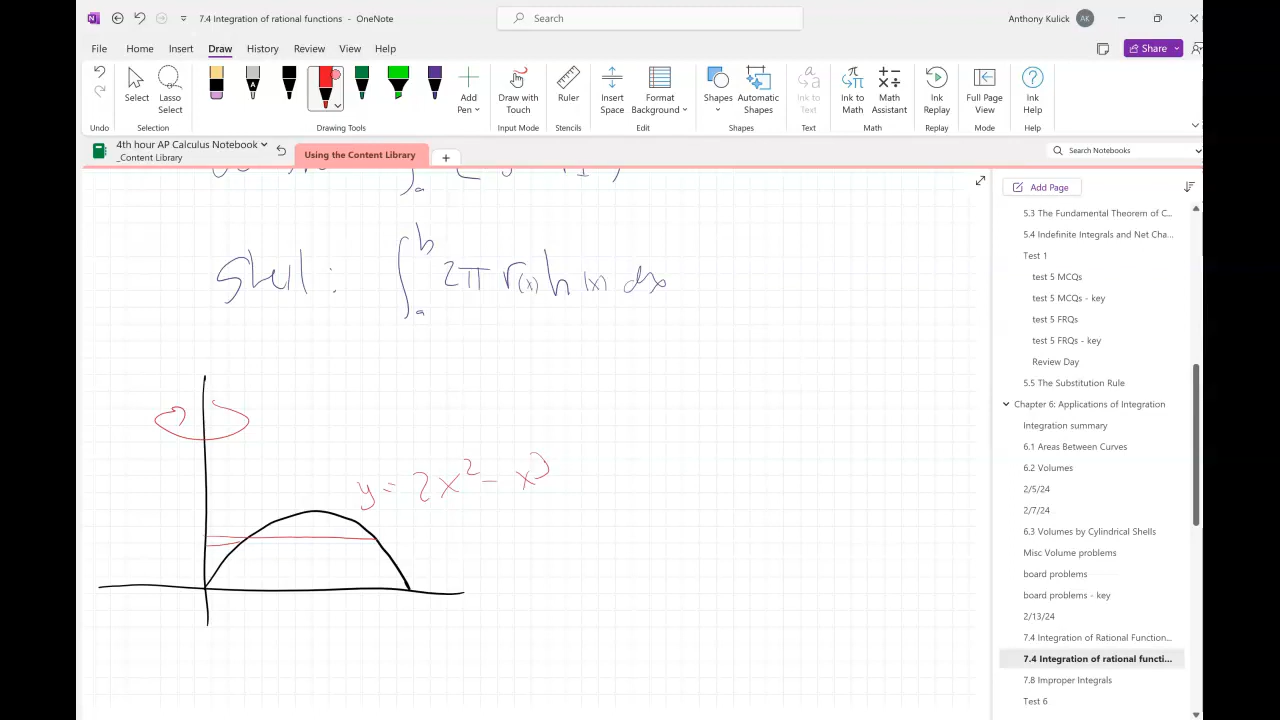 7.4 Integration of rational functions - OneNote
Search
Anthony Kulick
AK
File Home Insert Draw History Review View Help
Share
Undo
Select
Lasso Select
Selection
Add Pen
Drawing Tools
Draw with Touch
Input Mode
Ruler
Stencils
Insert Space
Format Background
Edit
Shapes
Automatic Shapes
Shapes
Ink to Text
Text
Ink to Math
Math Assistant
Math
Ink Replay
Replay
Full Page View
Mode
Ink Help
Help
4th hour AP Calculus Notebook
_Content Library
Using the Content Library
Search Notebooks
Add Page
5.3 The Fundamental Theorem of C...
5.4 Indefinite Integrals and Net Cha...
Test 1
test 5 MCQs
test 5 MCQs - key
test 5 FRQs
test 5 FRQs - key
Review Day
5.5 The Substitution Rule
Chapter 6: Applications of Integration
Integration summary
6.1 Areas Between Curves
6.2 Volumes
2/5/24
2/7/24
6.3 Volumes by Cylindrical Shells
Misc Volume problems
board problems
board problems - key
2/13/24
7.4 Integration of Rational Function...
7.4 Integration of rational functi...
7.8 Improper Integrals
Test 6
Shell: ∫_a^b 2π r(x) h(x) dx
y = 2x² - x³